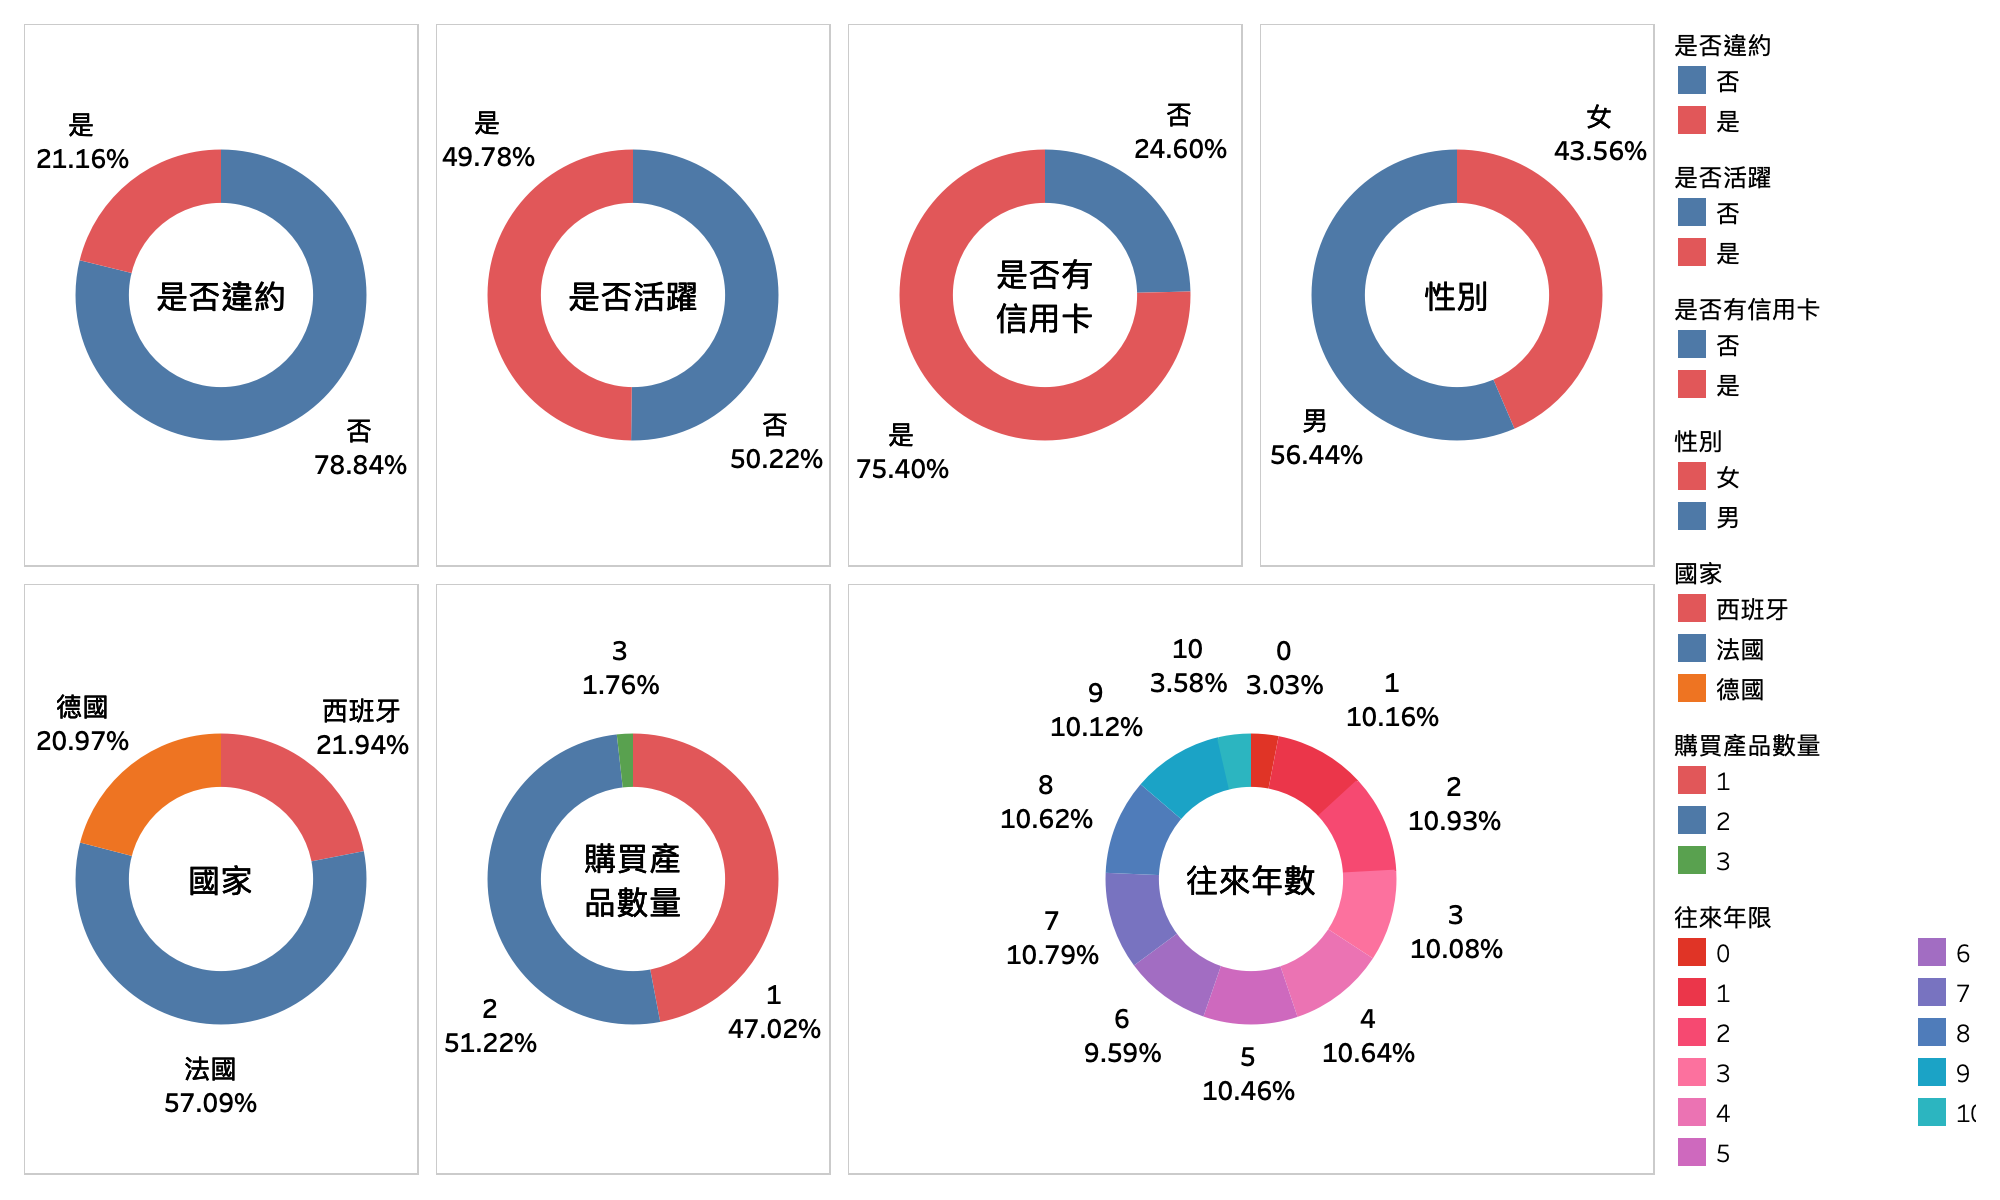 是
21.16%
是否違約
否
78.84%
是
49.78%
是否活躍
否
50.22%
否
24.60%
是否有
信用卡
是
75.40%
女
43.56%
性別
男
56.44%
德國
20.97%
西班牙
21.94%
國家
法國
57.09%
3
1.76%
購買產
品數量
2
51.22%
1
47.02%
10
3.58%
0
3.03%
1
10.16%
9
10.12%
2
10.93%
8
10.62%
往來年數
3
10.08%
7
10.79%
4
10.64%
6
9.59%
5
10.46%
是否違約
否
是
是否活躍
否
是
是否有信用卡
否
是
性別
女
男
國家
西班牙
法國
德國
購買產品數量
1
2
3
往來年限
0
1
2
3
4
5
6
7
8
9
10